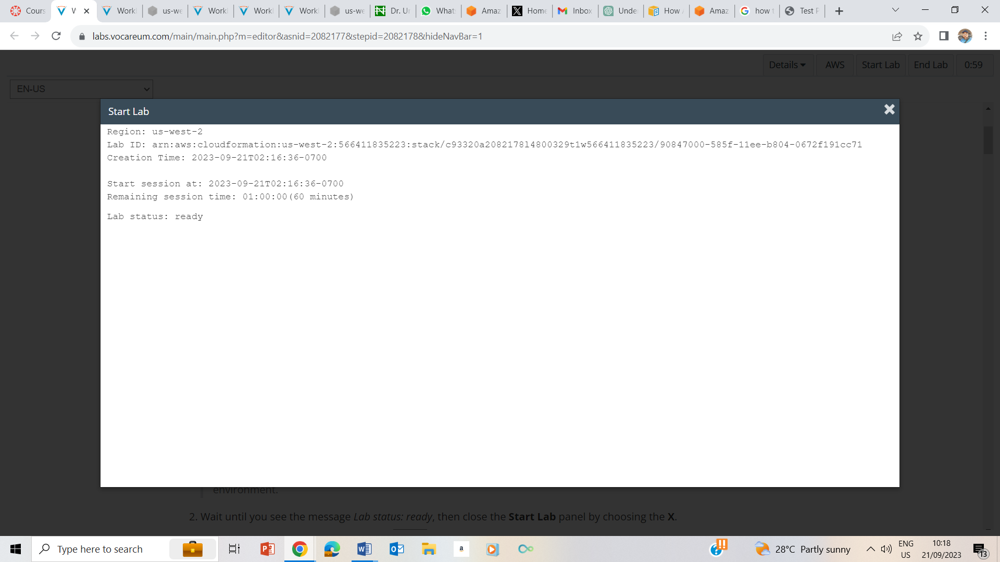 Cours
W
Worki
us-we
Worki
Worki
Worki
us-we
Dr. Ur
What
Amaz
Home
Inbox
Under
How
Amaz
how t
Test P
labs.vocareum.com/main/main.php?m=editor&asnid=2082177&stepid=2082178&hideNavBar=1
Details AWS Start Lab End Lab 0:59
EN-US
Start Lab
Region: us-west-2
Lab ID: arn:aws:cloudformation:us-west-2:566411835223:stack/c93320a2082178l4800329t1w566411835223/90847000-585f-11ee-b804-0672f191cc71
Creation Time: 2023-09-21T02:16:36-0700
Start session at: 2023-09-21T02:16:36-0700
Remaining session time: 01:00:00(60 minutes)
Lab status: ready
environment.
2. Wait until you see the message Lab status: ready, then close the Start Lab panel by choosing the X.
Type here to search
a
28°C Partly sunny
ENG
US
10:18
21/09/2023
13